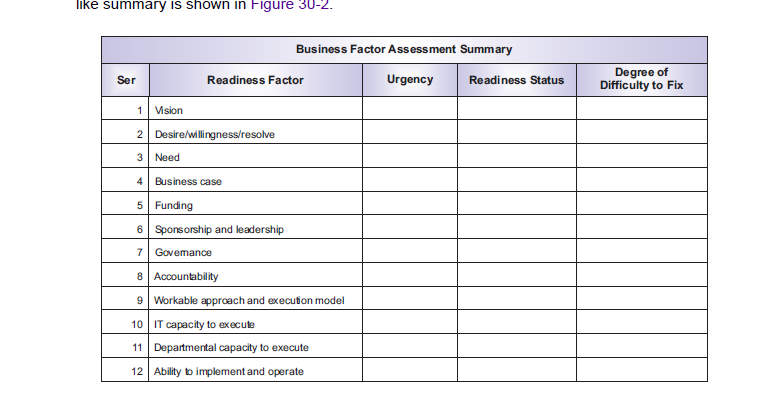 like summary is shown in Figure 30-2.
Business Factor Assessment Summary
Ser Readiness Factor Urgency Readiness Status Degree of Difficulty to Fix
1 Vision
2 Desire/willingness/resolve
3 Need
4 Business case
5 Funding
6 Sponsorship and leadership
7 Governance
8 Accountability
9 Workable approach and execution model
10 IT capacity to execute
11 Departmental capacity to execute
12 Ability to implement and operate